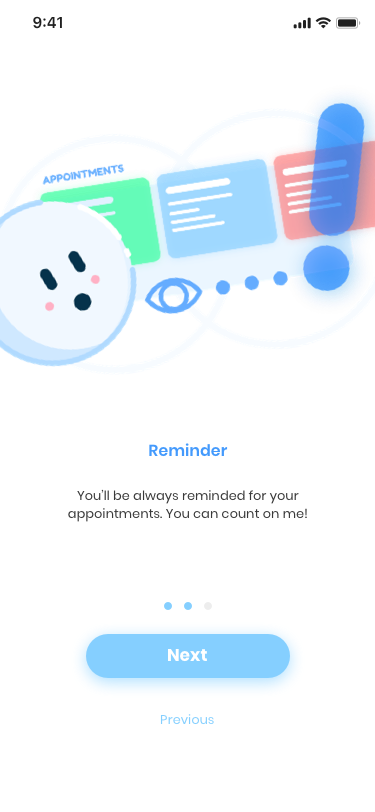 9:41
APPOINTMENTS
Reminder
You'll be always reminded for your
appointments. You can count on me!
Next
Previous